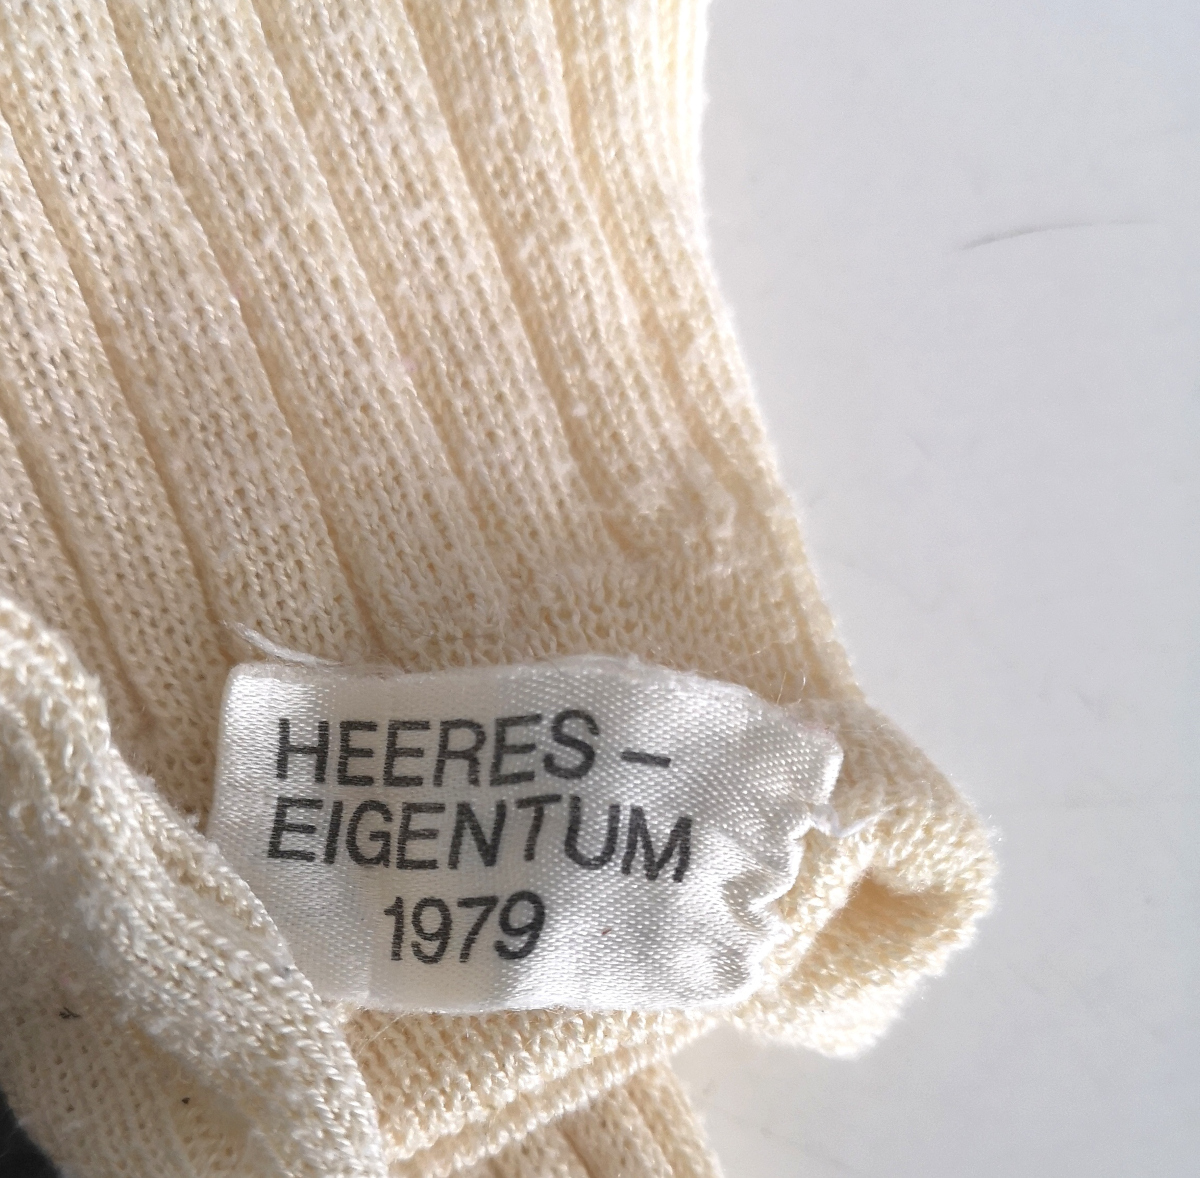 HEERES –
EIGENTUM
1979